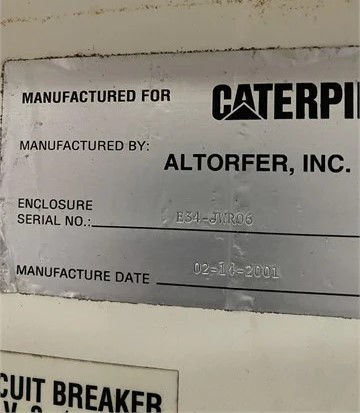 MANUFACTURED FOR CATERPI
MANUFACTURED BY:
ALTORFER, INC.
ENCLOSURE
SERIAL NO.: E34-JWR06
MANUFACTURE DATE 02-14-2001
CUIT BREAKER